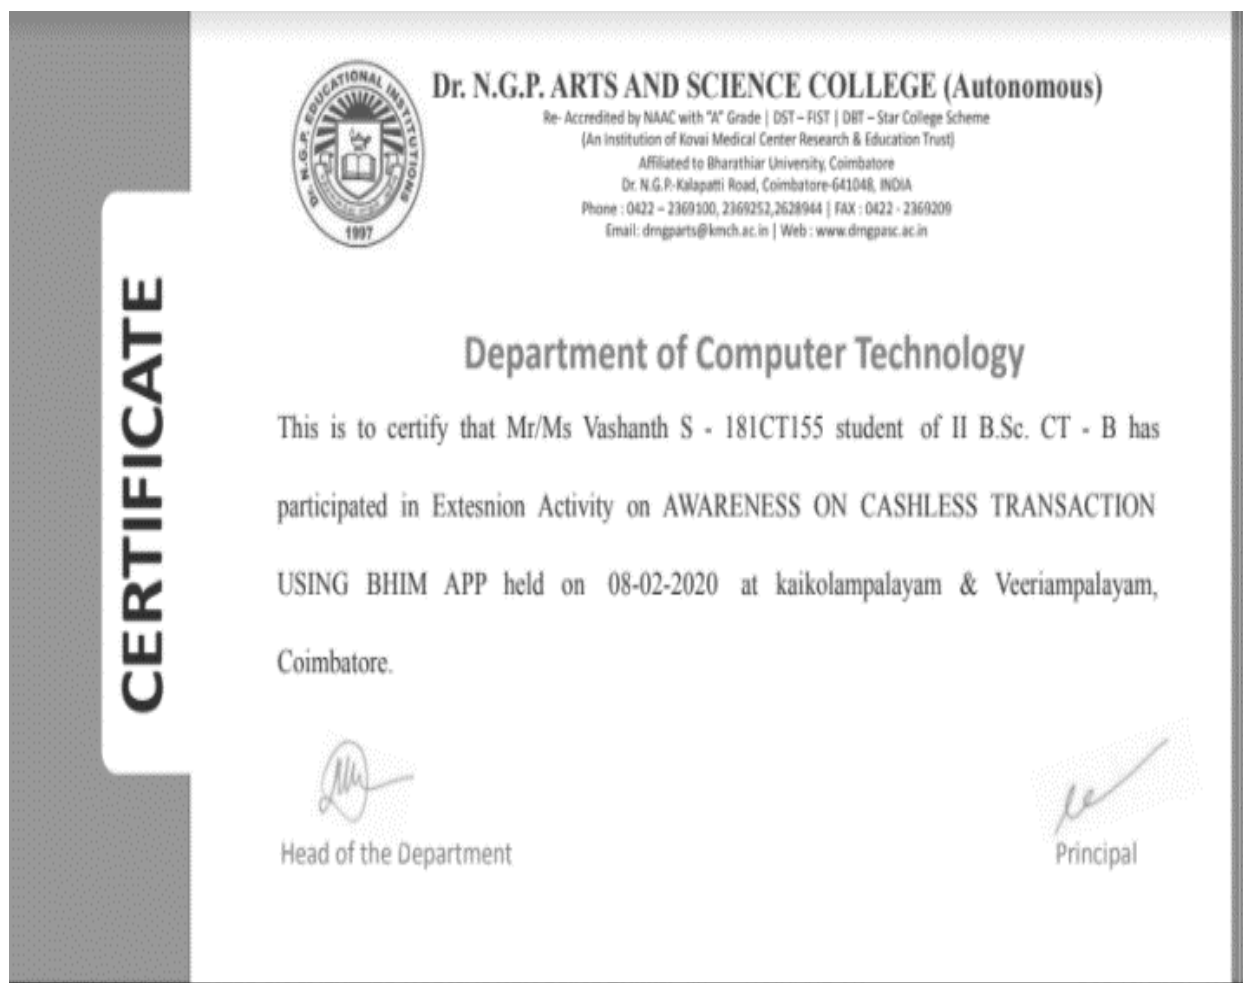 Dr. N.G.P. EDUCATIONAL INSTITUTIONS
1997
Dr. N.G.P. ARTS AND SCIENCE COLLEGE (Autonomous)
Re- Accredited by NAAC with "A" Grade | DST – FIST | DBT – Star College Scheme
(An Institution of Kovai Medical Center Research & Education Trust)
Affiliated to Bharathiar University, Coimbatore
Dr. N.G.P.-Kalapatti Road, Coimbatore-641048, INDIA
Phone : 0422 – 2369100, 2369252,2628944 | FAX : 0422 - 2369209
Email: drngparts@kmch.ac.in | Web : www.drngpasc.ac.in
CERTIFICATE
Department of Computer Technology
This is to certify that Mr/Ms Vashanth S - 181CT155 student of II B.Sc. CT - B has
participated in Extesnion Activity on AWARENESS ON CASHLESS TRANSACTION
USING BHIM APP held on 08-02-2020 at kaikolampalayam & Veeriampalayam,
Coimbatore.
Head of the Department
Principal